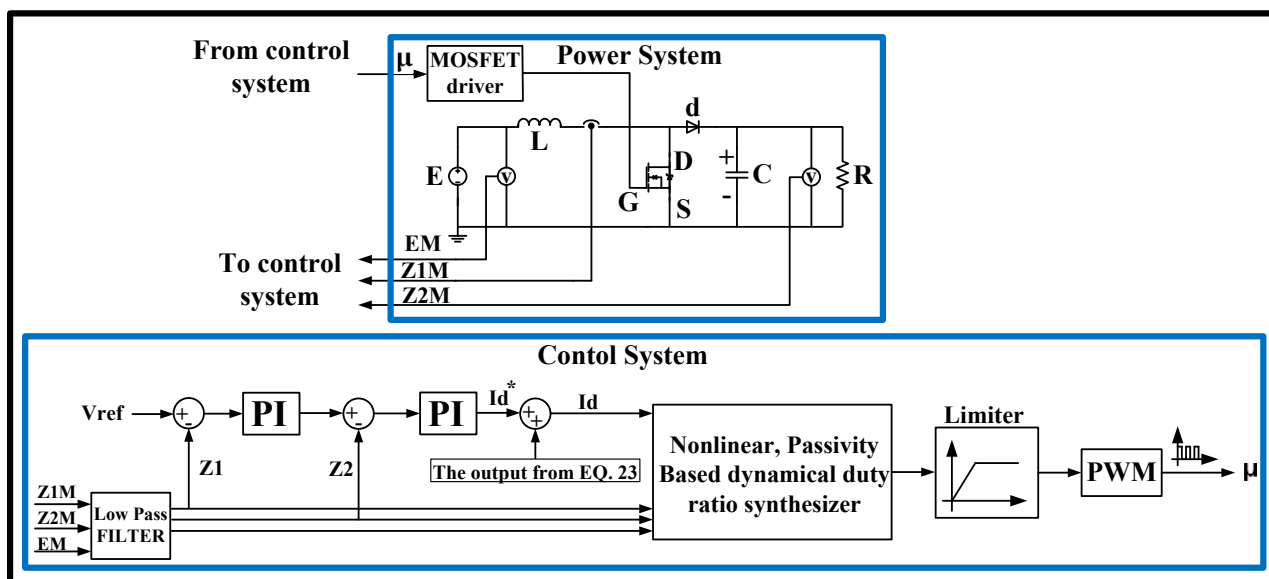 From control
system
μ
MOSFET
driver
Power System
d
L
E
v
D
G
S
+
C
-
v
R
EM
To control
system
Z1M
Z2M
Contol System
Vref
+
-
PI
+
-
PI
Id*
+
+
Id
Z1
Z2
The output from EQ. 23
Z1M
Z2M
EM
Low Pass
FILTER
Nonlinear, Passivity
Based dynamical duty
ratio synthesizer
Limiter
PWM
μ